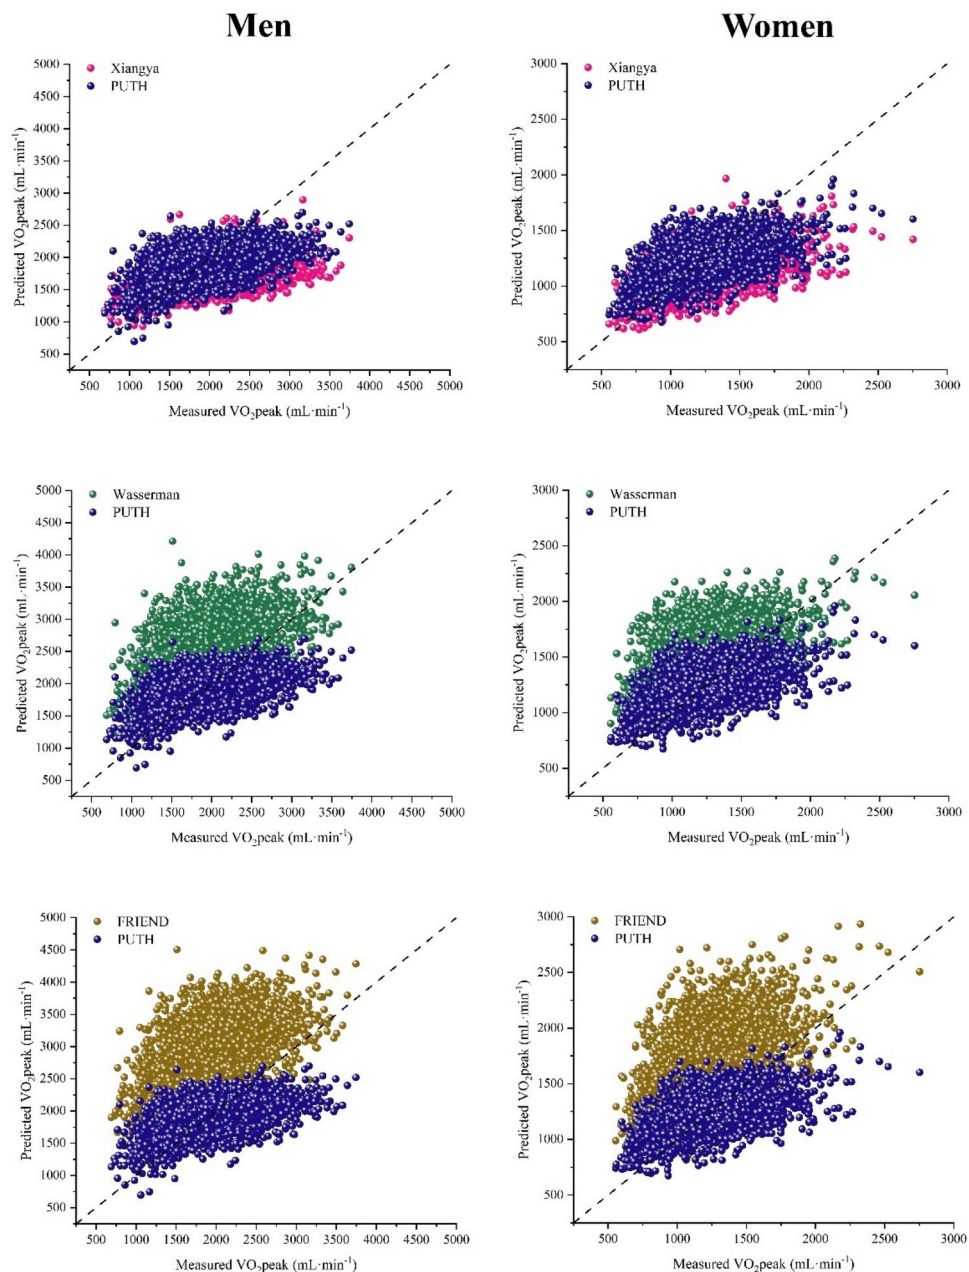 Men
Women
Xiangya
PUTH
5000
4500
4000
3500
3000
2500
2000
1500
1000
500
Predicted VO₂peak (mL·min⁻¹)
500 1000 1500 2000 2500 3000 3500 4000 4500 5000
Measured VO₂peak (mL·min⁻¹)
Xiangya
PUTH
3000
2500
2000
1500
1000
500
Predicted VO₂peak (mL·min⁻¹)
500 1000 1500 2000 2500 3000
Measured VO₂peak (mL·min⁻¹)
Wasserman
PUTH
5000
4500
4000
3500
3000
2500
2000
1500
1000
500
Predicted VO₂peak (mL·min⁻¹)
500 1000 1500 2000 2500 3000 3500 4000 4500 5000
Measured VO₂peak (mL·min⁻¹)
Wasserman
PUTH
3000
2500
2000
1500
1000
500
Predicted VO₂peak (mL·min⁻¹)
500 1000 1500 2000 2500 3000
Measured VO₂peak (mL·min⁻¹)
FRIEND
PUTH
5000
4500
4000
3500
3000
2500
2000
1500
1000
500
Predicted VO₂peak (mL·min⁻¹)
500 1000 1500 2000 2500 3000 3500 4000 4500 5000
Measured VO₂peak (mL·min⁻¹)
FRIEND
PUTH
3000
2500
2000
1500
1000
500
Predicted VO₂peak (mL·min⁻¹)
500 1000 1500 2000 2500 3000
Measured VO₂peak (mL·min⁻¹)